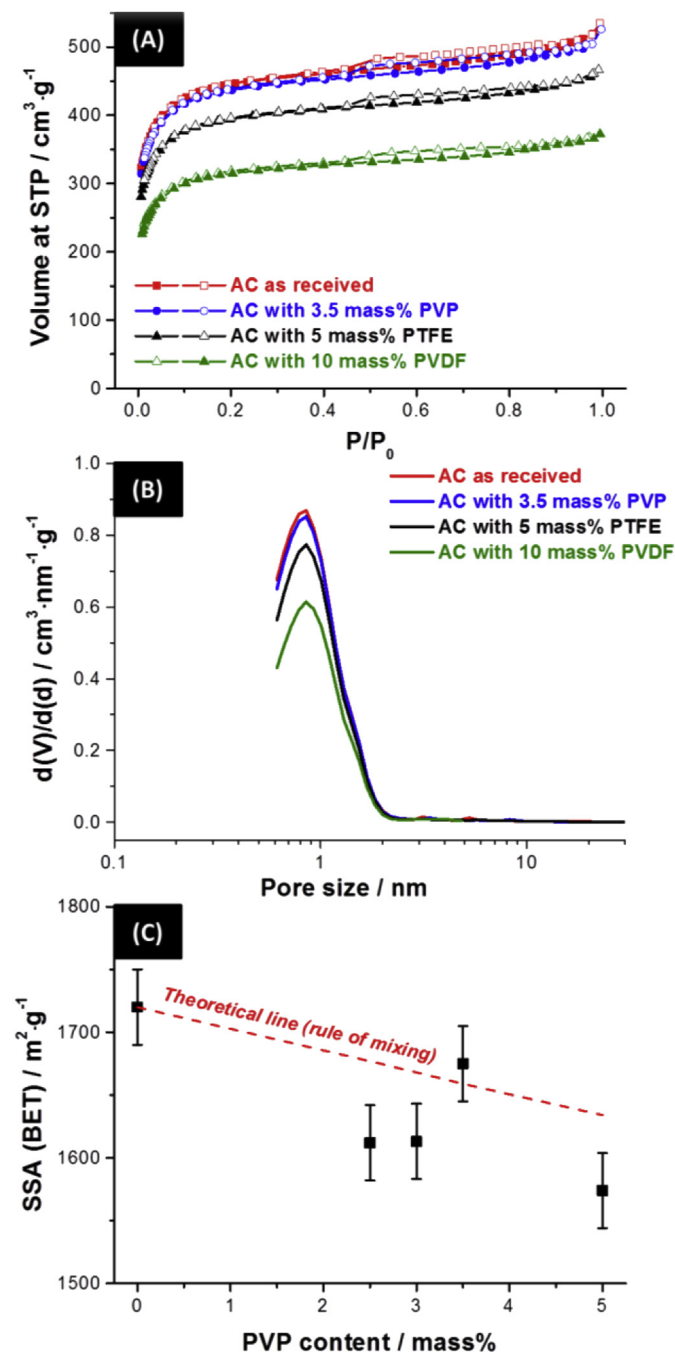 (A)
Volume at STP / cm³·g⁻¹
500
400
300
200
100
0
AC as received
AC with 3.5 mass% PVP
AC with 5 mass% PTFE
AC with 10 mass% PVDF
0.0 0.2 0.4 0.6 0.8 1.0
P/P₀
(B)
d(V)/d(d) / cm³·nm⁻¹·g⁻¹
1.0
0.8
0.6
0.4
0.2
0.0
AC as received
AC with 3.5 mass% PVP
AC with 5 mass% PTFE
AC with 10 mass% PVDF
0.1 1 10
Pore size / nm
(C)
SSA (BET) / m²·g⁻¹
1800
1700
1600
1500
Theoretical line (rule of mixing)
0 1 2 3 4 5
PVP content / mass%